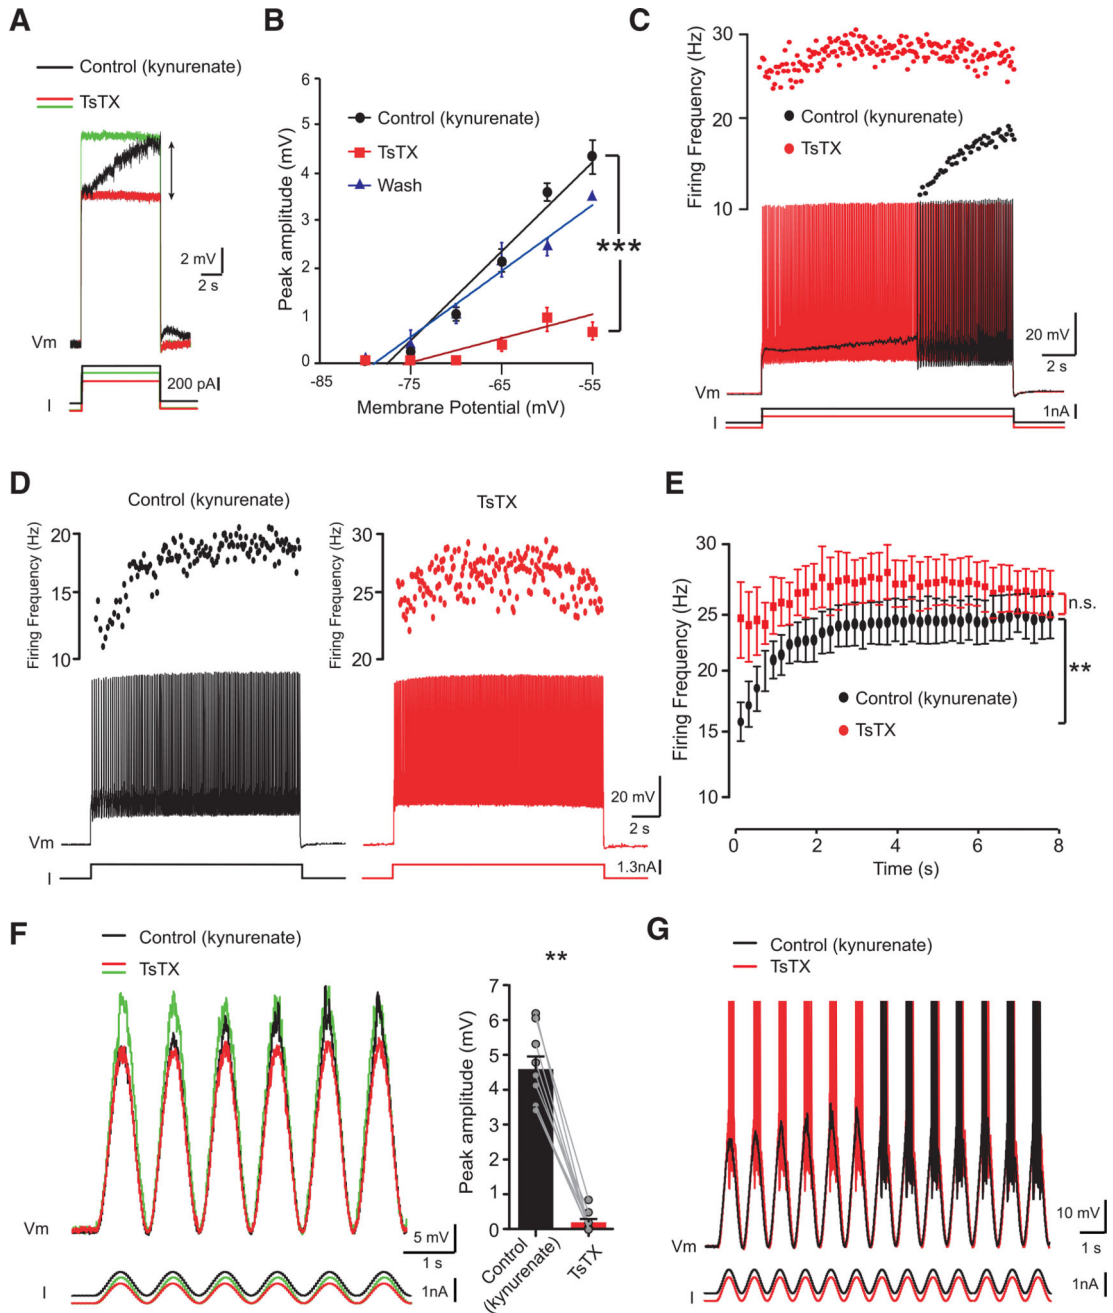 A
Control (kynurenate)
TsTX
2 mV
2 s
Vm
200 pA
I
B
6
5
4
3
2
1
0
Peak amplitude (mV)
Control (kynurenate)
TsTX
Wash
***
-85
-75
-65
-55
Membrane Potential (mV)
C
30
20
10
Firing Frequency (Hz)
Control (kynurenate)
TsTX
20 mV
2 s
Vm
1nA
I
D
Control (kynurenate)
TsTX
20
15
10
Firing Frequency (Hz)
30
25
20
Firing Frequency (Hz)
20 mV
2 s
Vm
1.3nA
I
E
30
25
20
15
10
Firing Frequency (Hz)
n.s.
**
Control (kynurenate)
TsTX
0
2
4
6
8
Time (s)
F
Control (kynurenate)
TsTX
Vm
5 mV
1 s
I
1nA
**
7
6
5
4
3
2
1
0
Peak amplitude (mV)
Control
(kynurenate)
TsTX
G
Control (kynurenate)
TsTX
10 mV
1 s
Vm
1nA
I